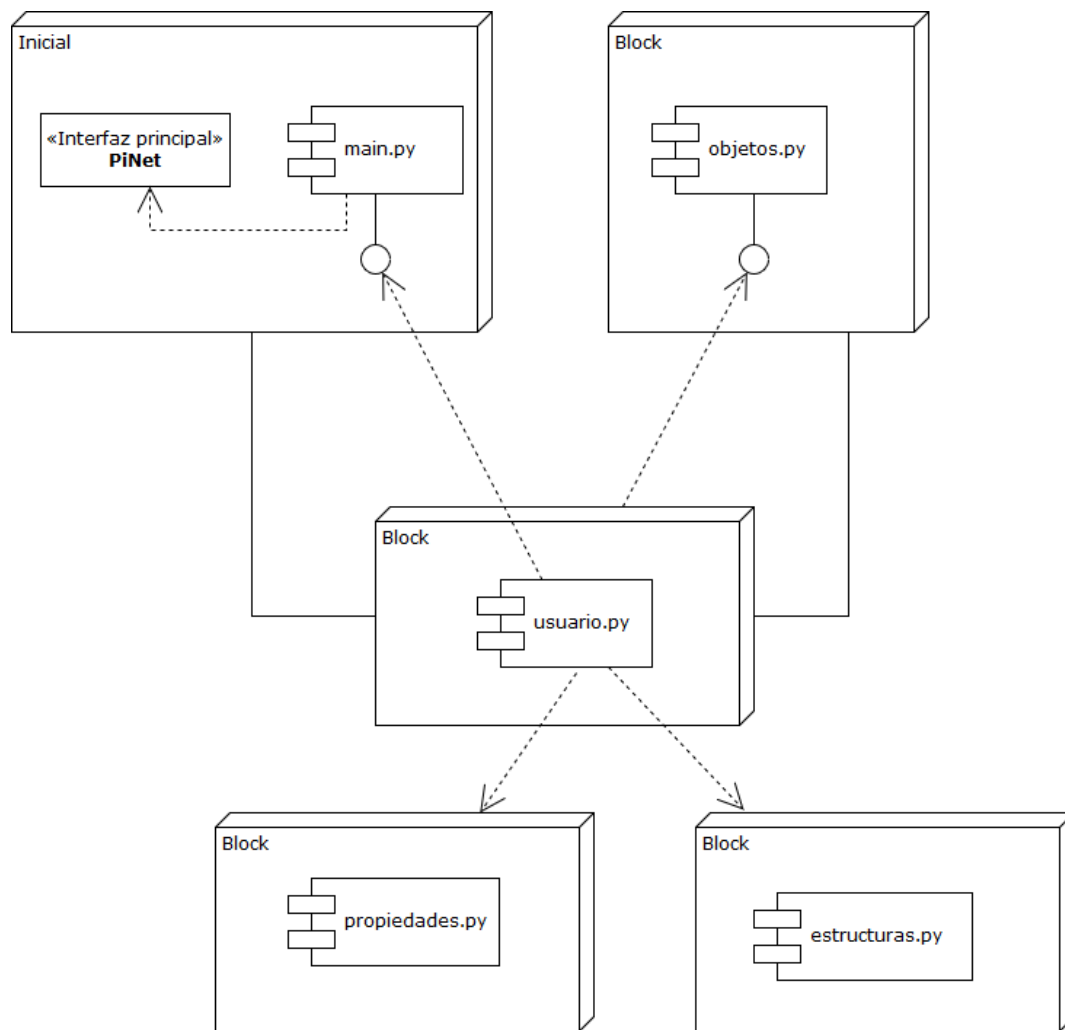 Inicial
«Interfaz principal»
PiNet
main.py
Block
objetos.py
Block
usuario.py
Block
propiedades.py
Block
estructuras.py